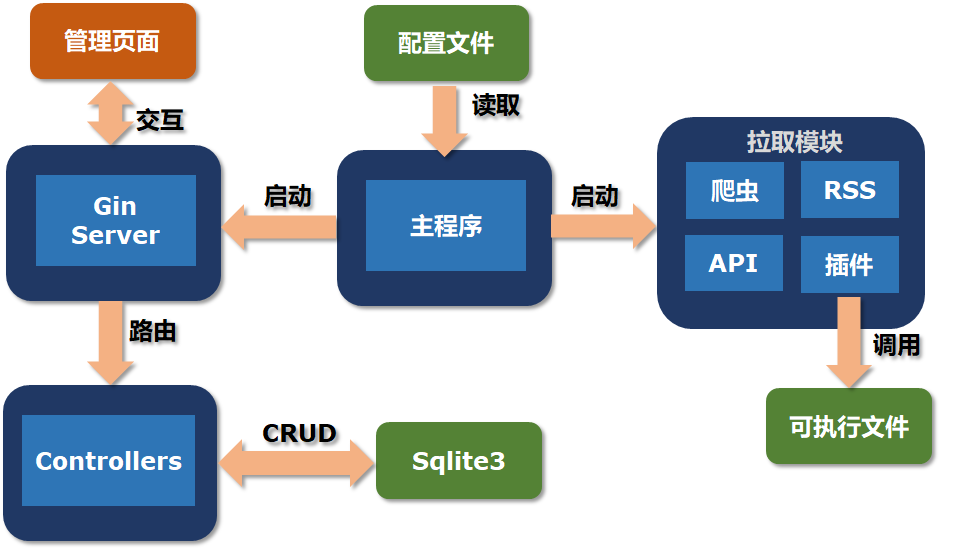 管理页面
配置文件
交互
读取
拉取模块
爬虫
RSS
API
插件
Gin
Server
启动
主程序
启动
路由
调用
Controllers
CRUD
Sqlite3
可执行文件